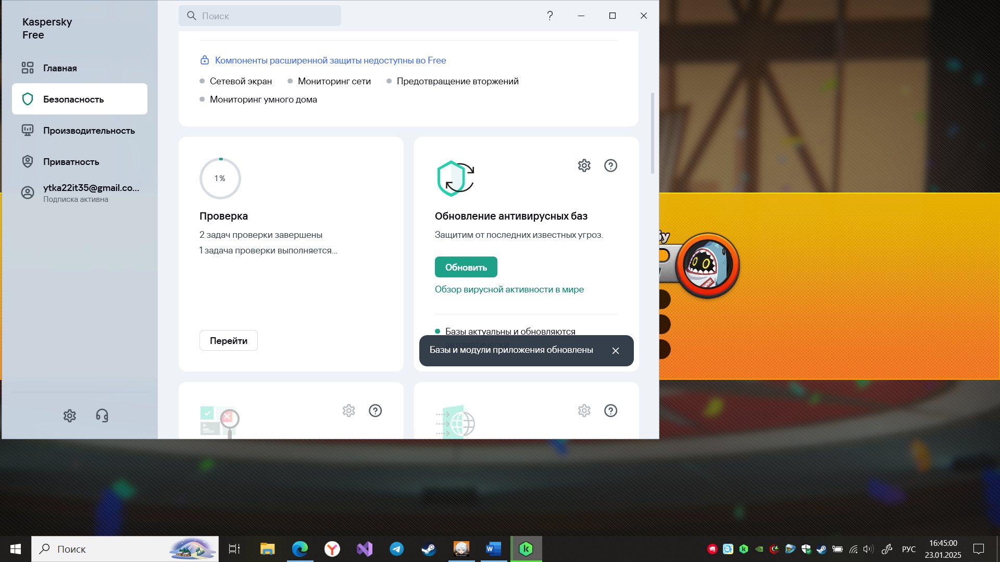 Kaspersky
Free
Главная
Безопасность
Производительность
Приватность
ytka22it35@gmail.co...
Подписка активна
Поиск
Компоненты расширенной защиты недоступны во Free
Сетевой экран
Мониторинг сети
Предотвращение вторжений
Мониторинг умного дома
1 %
Проверка
2 задач проверки завершены
1 задача проверки выполняется...
Перейти
Обновление антивирусных баз
Защитим от последних известных угроз.
Обновить
Обзор вирусной активности в мире
Базы актуальны и обновляются
Базы и модули приложения обновлены
Поиск
РУС
16:45:00
23.01.2025